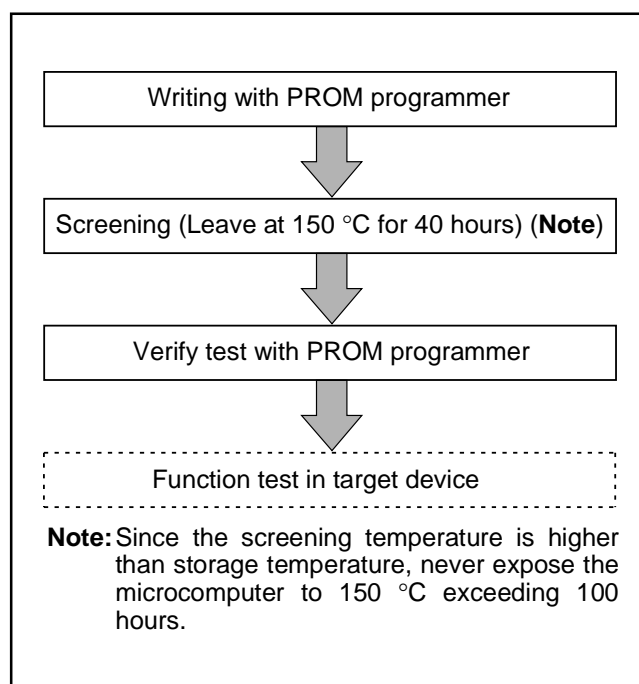 Writing with PROM programmer
Screening (Leave at 150 °C for 40 hours) (Note)
Verify test with PROM programmer
Function test in target device
Note: Since the screening temperature is higher
than storage temperature, never expose the
microcomputer to 150 °C exceeding 100
hours.